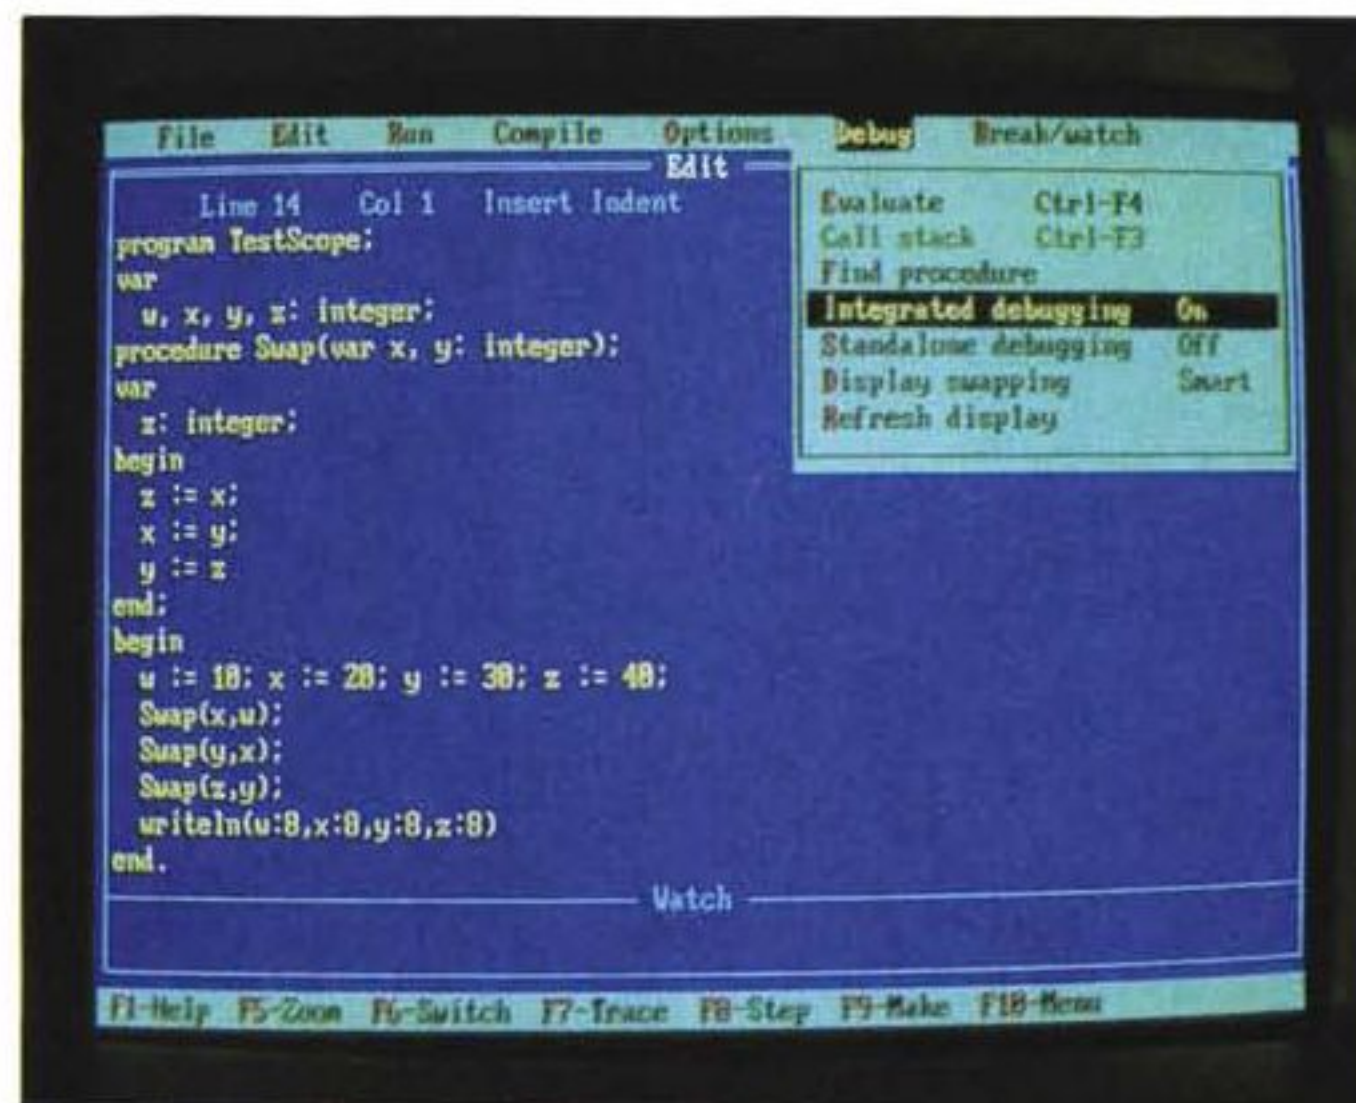 File Edit Run Compile Options Debug Break/watch
Edit
Line 14 Col 1 Insert Indent
program TestScope;
var
w, x, y, z: integer;
procedure Swap(var x, y: integer);
var
z: integer;
begin
z := x;
x := y;
y := z
end;
begin
w := 10; x := 20; y := 30; z := 40;
Swap(x,w);
Swap(y,x);
Swap(z,y);
writeln(w:8,x:8,y:8,z:8)
end.
Evaluate Ctrl-F4
Call stack Ctrl-F3
Find procedure
Integrated debugging On
Standalone debugging Off
Display swapping Smart
Refresh display
Watch
F1-Help F5-Zoom F6-Switch F7-Trace F8-Step F9-Make F10-Menu